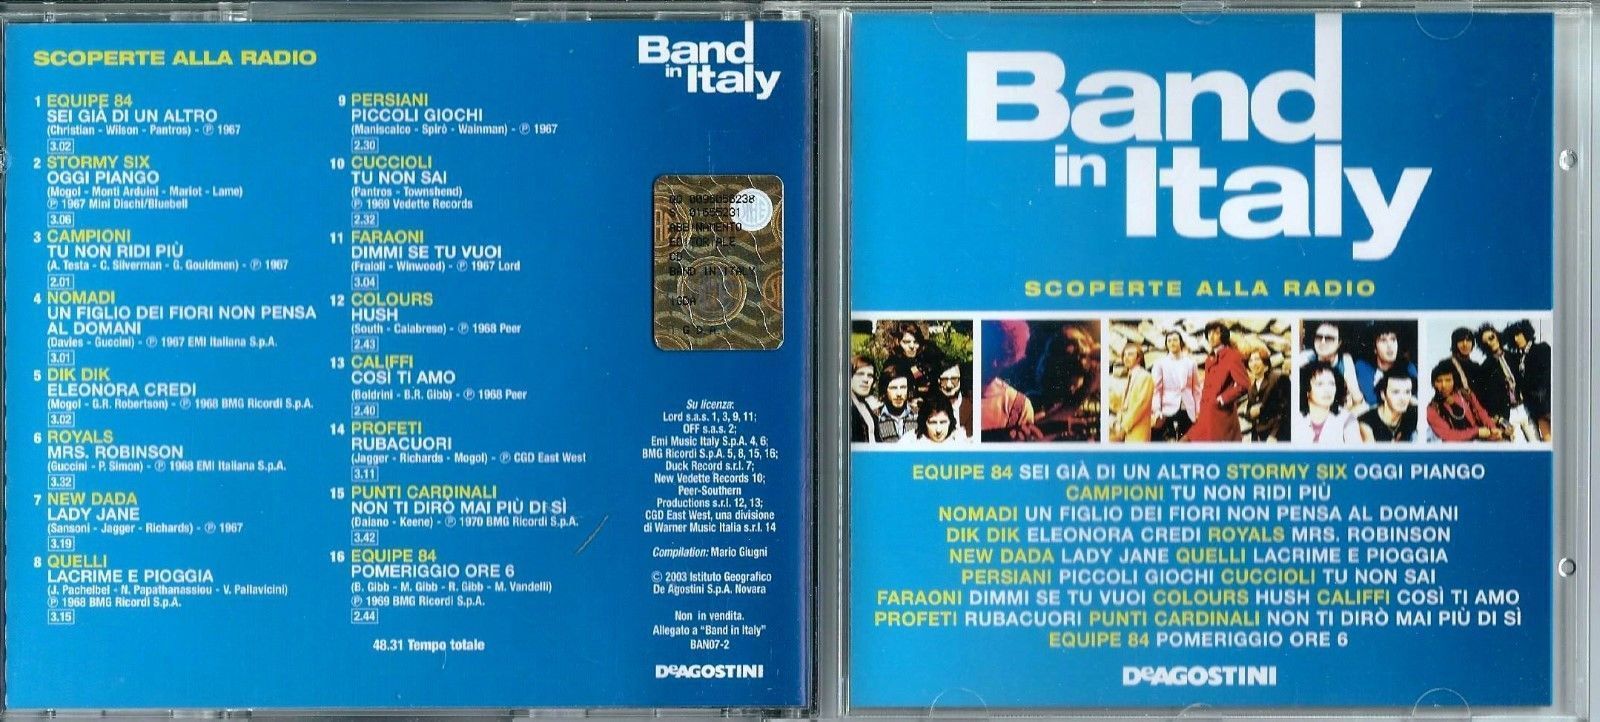 SCOPERTE ALLA RADIO
1 EQUIPE 84
SEI GIÀ DI UN ALTRO
(Christian - Wilson - Pantros) - ℗ 1967
3.02
2 STORMY SIX
OGGI PIANGO
(Mogol - Monti Arduini - Mariot - Lame)
℗ 1967 Mini Dischi/Bluebell
3.06
3 CAMPIONI
TU NON RIDI PIÙ
(A. Testa - C. Silverman - G. Gouldmen) - ℗ 1967
2.01
4 NOMADI
UN FIGLIO DEI FIORI NON PENSA
AL DOMANI
(Davies - Guccini) - ℗ 1967 EMI Italiana S.p.A.
3.01
5 DIK DIK
ELEONORA CREDI
(Mogol - G.R. Robertson) - ℗ 1968 BMG Ricordi S.p.A.
3.02
6 ROYALS
MRS. ROBINSON
(Guccini - P. Simon) - ℗ 1968 EMI Italiana S.p.A.
3.32
7 NEW DADA
LADY JANE
(Sansoni - Jagger - Richards) - ℗ 1967
3.19
8 QUELLI
LACRIME E PIOGGIA
(J. Pachelbel - N. Papathanassiou - V. Pallavicini)
℗ 1968 BMG Ricordi S.p.A.
3.15
9 PERSIANI
PICCOLI GIOCHI
(Maniscalco - Spirò - Wainman) - ℗ 1967
2.30
10 CUCCIOLI
TU NON SAI
(Pantros - Townshend)
℗ 1969 Vedette Records
2.32
11 FARAONI
DIMMI SE TU VUOI
(Fraioli - Winwood) - ℗ 1967 Lord
3.04
12 COLOURS
HUSH
(South - Calabrese) - ℗ 1968 Peer
2.43
13 CALIFFI
COSÌ TI AMO
(Boldrini - B.R. Gibb) - ℗ 1968 Peer
2.40
14 PROFETI
RUBACUORI
(Jagger - Richards - Mogol) - ℗ CGD East West
3.11
15 PUNTI CARDINALI
NON TI DIRÒ MAI PIÙ DI SÌ
(Daiano - Keene) - ℗ 1970 BMG Ricordi S.p.A.
3.42
16 EQUIPE 84
POMERIGGIO ORE 6
(B. Gibb - M. Gibb - R. Gibb - M. Vandelli)
℗ 1969 BMG Ricordi S.p.A.
2.44
48.31 Tempo totale
Band
in Italy
ABBINAMENTO
EDITORIALE
CD
BAND IN ITALY
IGDA
I.G.D.A.
Su licenza:
Lord s.a.s. 1, 3, 9, 11;
OFF s.a.s. 2;
Emi Music Italy S.p.A. 4, 6;
BMG Ricordi S.p.A. 5, 8, 15, 16;
Duck Record s.r.l. 7;
New Vedette Records 10;
Peer-Southern
Productions s.r.l. 12, 13;
CGD East West, una divisione
di Warner Music Italia s.r.l. 14
Compilation: Mario Giugni
© 2003 Istituto Geografico
De Agostini S.p.A. Novara
Non in vendita.
Allegato a "Band in Italy"
BAN07-2
DeAGOSTINI
Band
in Italy
SCOPERTE ALLA RADIO
EQUIPE 84 SEI GIÀ DI UN ALTRO STORMY SIX OGGI PIANGO
CAMPIONI TU NON RIDI PIÙ
NOMADI UN FIGLIO DEI FIORI NON PENSA AL DOMANI
DIK DIK ELEONORA CREDI ROYALS MRS. ROBINSON
NEW DADA LADY JANE QUELLI LACRIME E PIOGGIA
PERSIANI PICCOLI GIOCHI CUCCIOLI TU NON SAI
FARAONI DIMMI SE TU VUOI COLOURS HUSH CALIFFI COSÌ TI AMO
PROFETI RUBACUORI PUNTI CARDINALI NON TI DIRÒ MAI PIÙ DI SÌ
EQUIPE 84 POMERIGGIO ORE 6
DeAGOSTINI